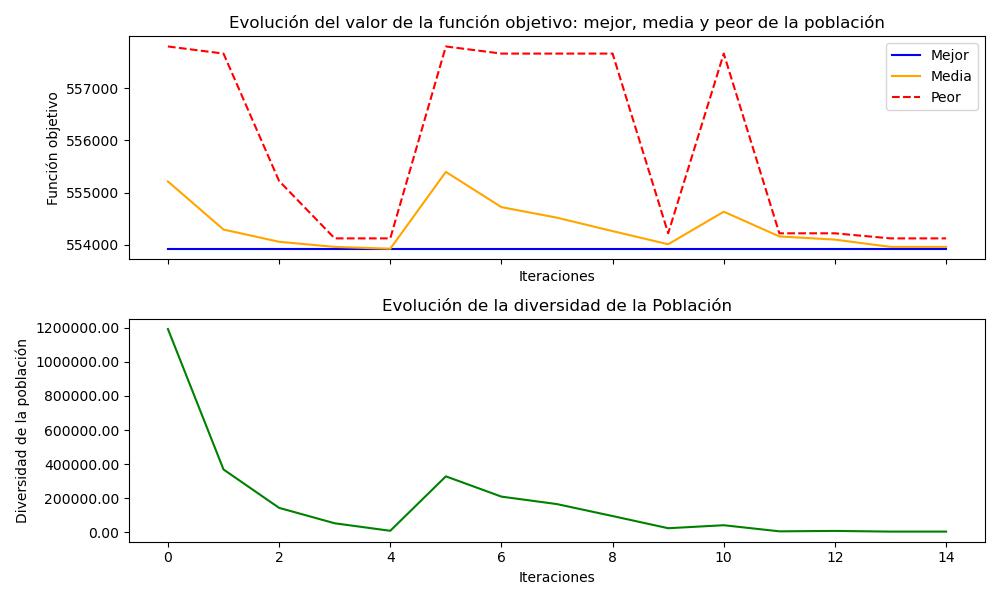 Evolución del valor de la función objetivo: mejor, media y peor de la población
Función objetivo
557000
556000
555000
554000
Mejor
Media
Peor
Iteraciones
Evolución de la diversidad de la Población
Diversidad de la población
1200000.00
1000000.00
800000.00
600000.00
400000.00
200000.00
0.00
0 2 4 6 8 10 12 14
Iteraciones